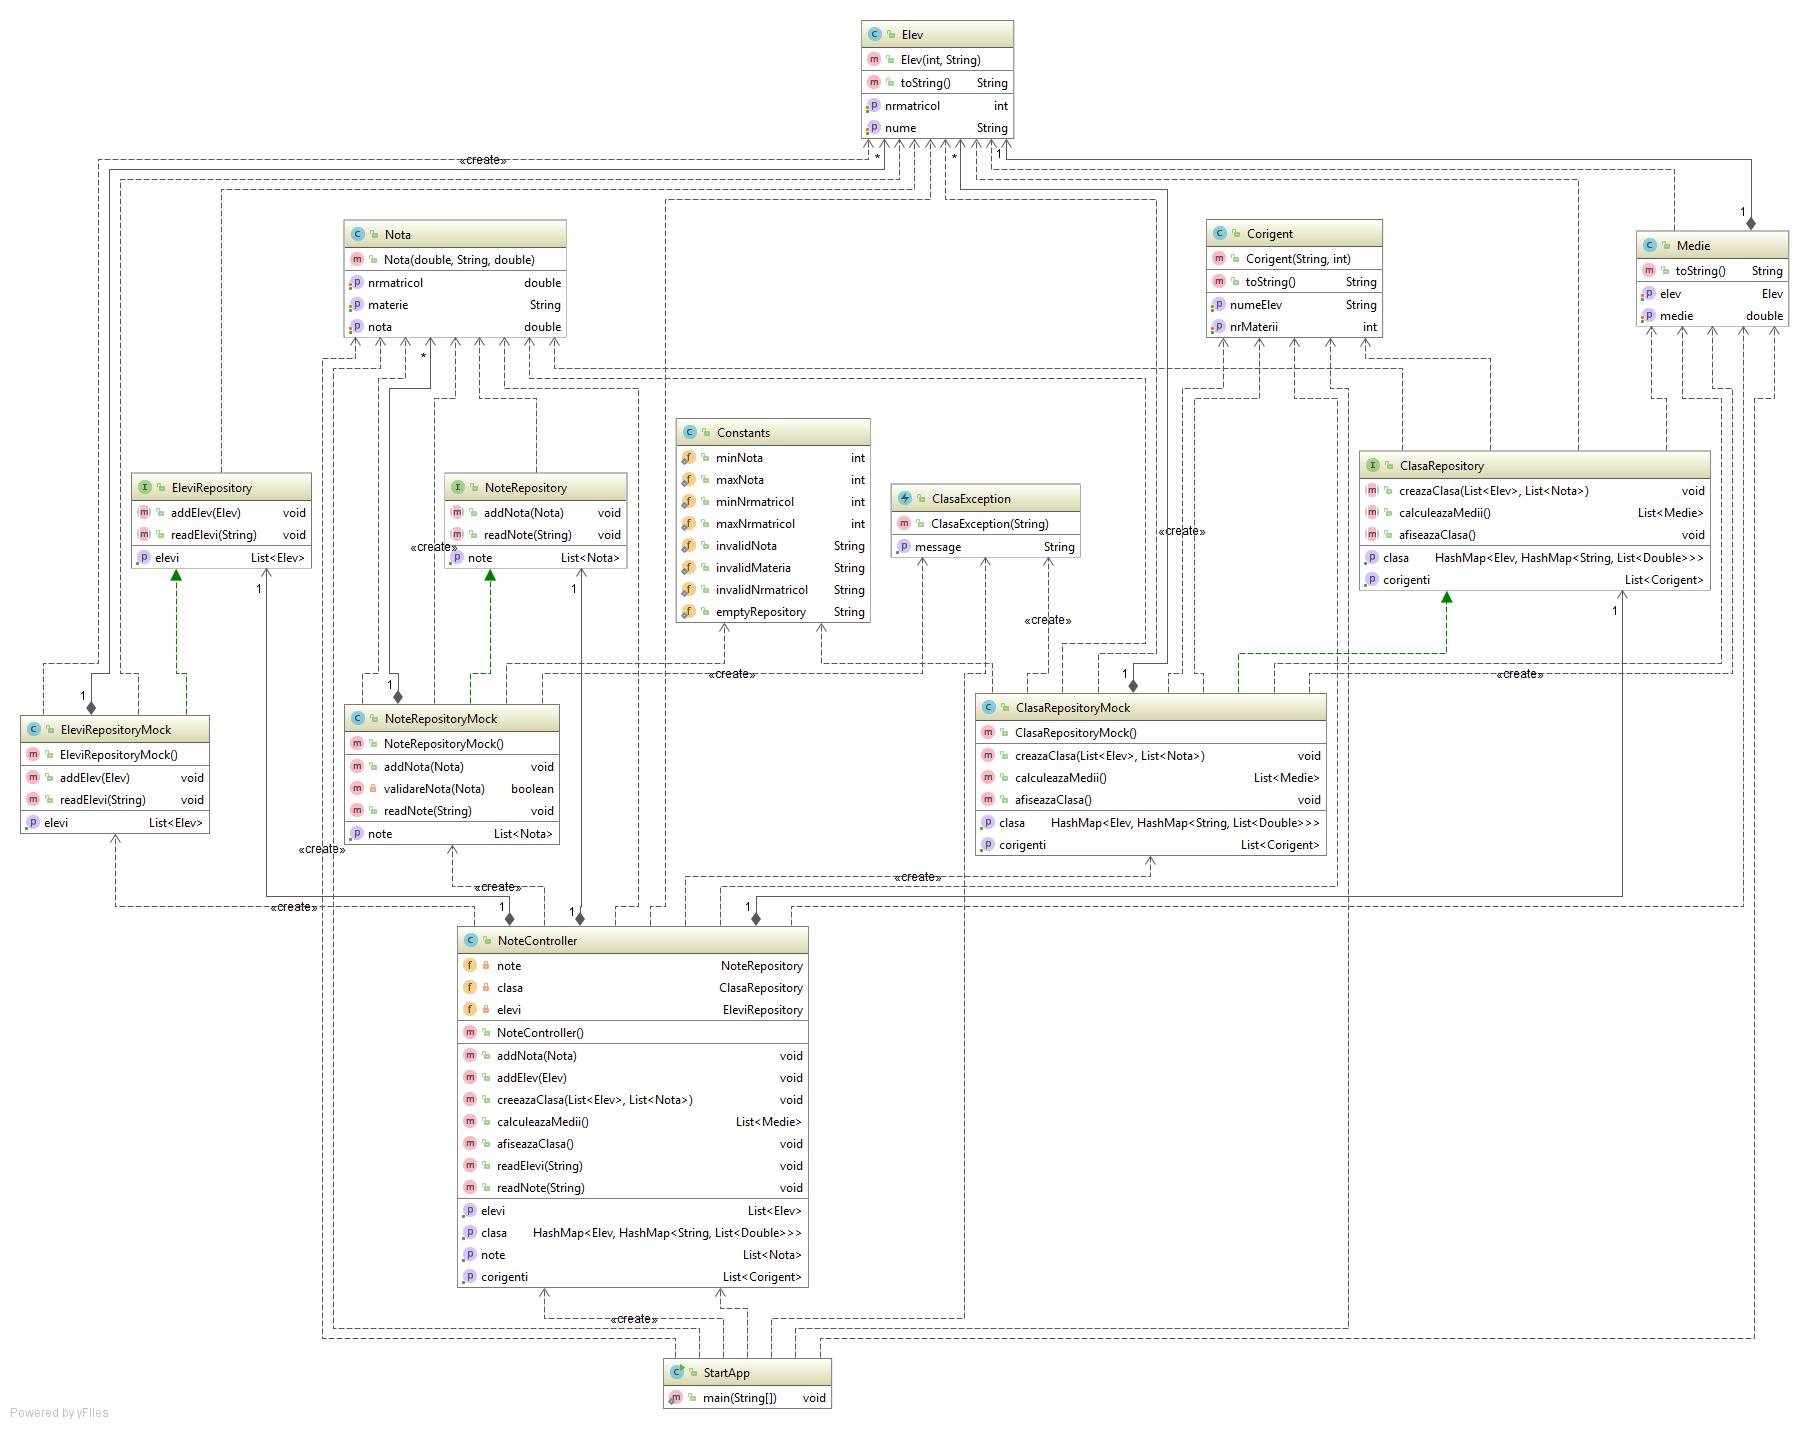 Elev
Elev(int, String)
toString() String
nrmatricol int
nume String
«create»
*
*
1
1
Nota
Nota(double, String, double)
nrmatricol double
materie String
nota double
*
Corigent
Corigent(String, int)
toString() String
numeElev String
nrMaterii int
Medie
toString() String
elev Elev
medie double
EleviRepository
addElev(Elev) void
readElevi(String) void
elevi List<Elev>
1
NoteRepository
addNota(Nota) void
readNote(String) void
note List<Nota>
«create»
1
Constants
minNota int
maxNota int
minNrmatricol int
maxNrmatricol int
invalidNota String
invalidMateria String
invalidNrmatricol String
emptyRepository String
ClasaException
ClasaException(String)
message String
«create»
«create»
ClasaRepository
creazaClasa(List<Elev>, List<Nota>) void
calculeazaMedii() List<Medie>
afiseazaClasa() void
clasa HashMap<Elev, HashMap<String, List<Double>>>
corigenti List<Corigent>
1
«create»
«create»
1
1
1
EleviRepositoryMock
EleviRepositoryMock()
addElev(Elev) void
readElevi(String) void
elevi List<Elev>
NoteRepositoryMock
NoteRepositoryMock()
addNota(Nota) void
validareNota(Nota) boolean
readNote(String) void
note List<Nota>
ClasaRepositoryMock
ClasaRepositoryMock()
creazaClasa(List<Elev>, List<Nota>) void
calculeazaMedii() List<Medie>
afiseazaClasa() void
clasa HashMap<Elev, HashMap<String, List<Double>>>
corigenti List<Corigent>
«create»
«create»
«create»
«create»
1
1
1
NoteController
note NoteRepository
clasa ClasaRepository
elevi EleviRepository
NoteController()
addNota(Nota) void
addElev(Elev) void
creeazaClasa(List<Elev>, List<Nota>) void
calculeazaMedii() List<Medie>
afiseazaClasa() void
readElevi(String) void
readNote(String) void
elevi List<Elev>
clasa HashMap<Elev, HashMap<String, List<Double>>>
note List<Nota>
corigenti List<Corigent>
«create»
StartApp
main(String[]) void
Powered by yFiles